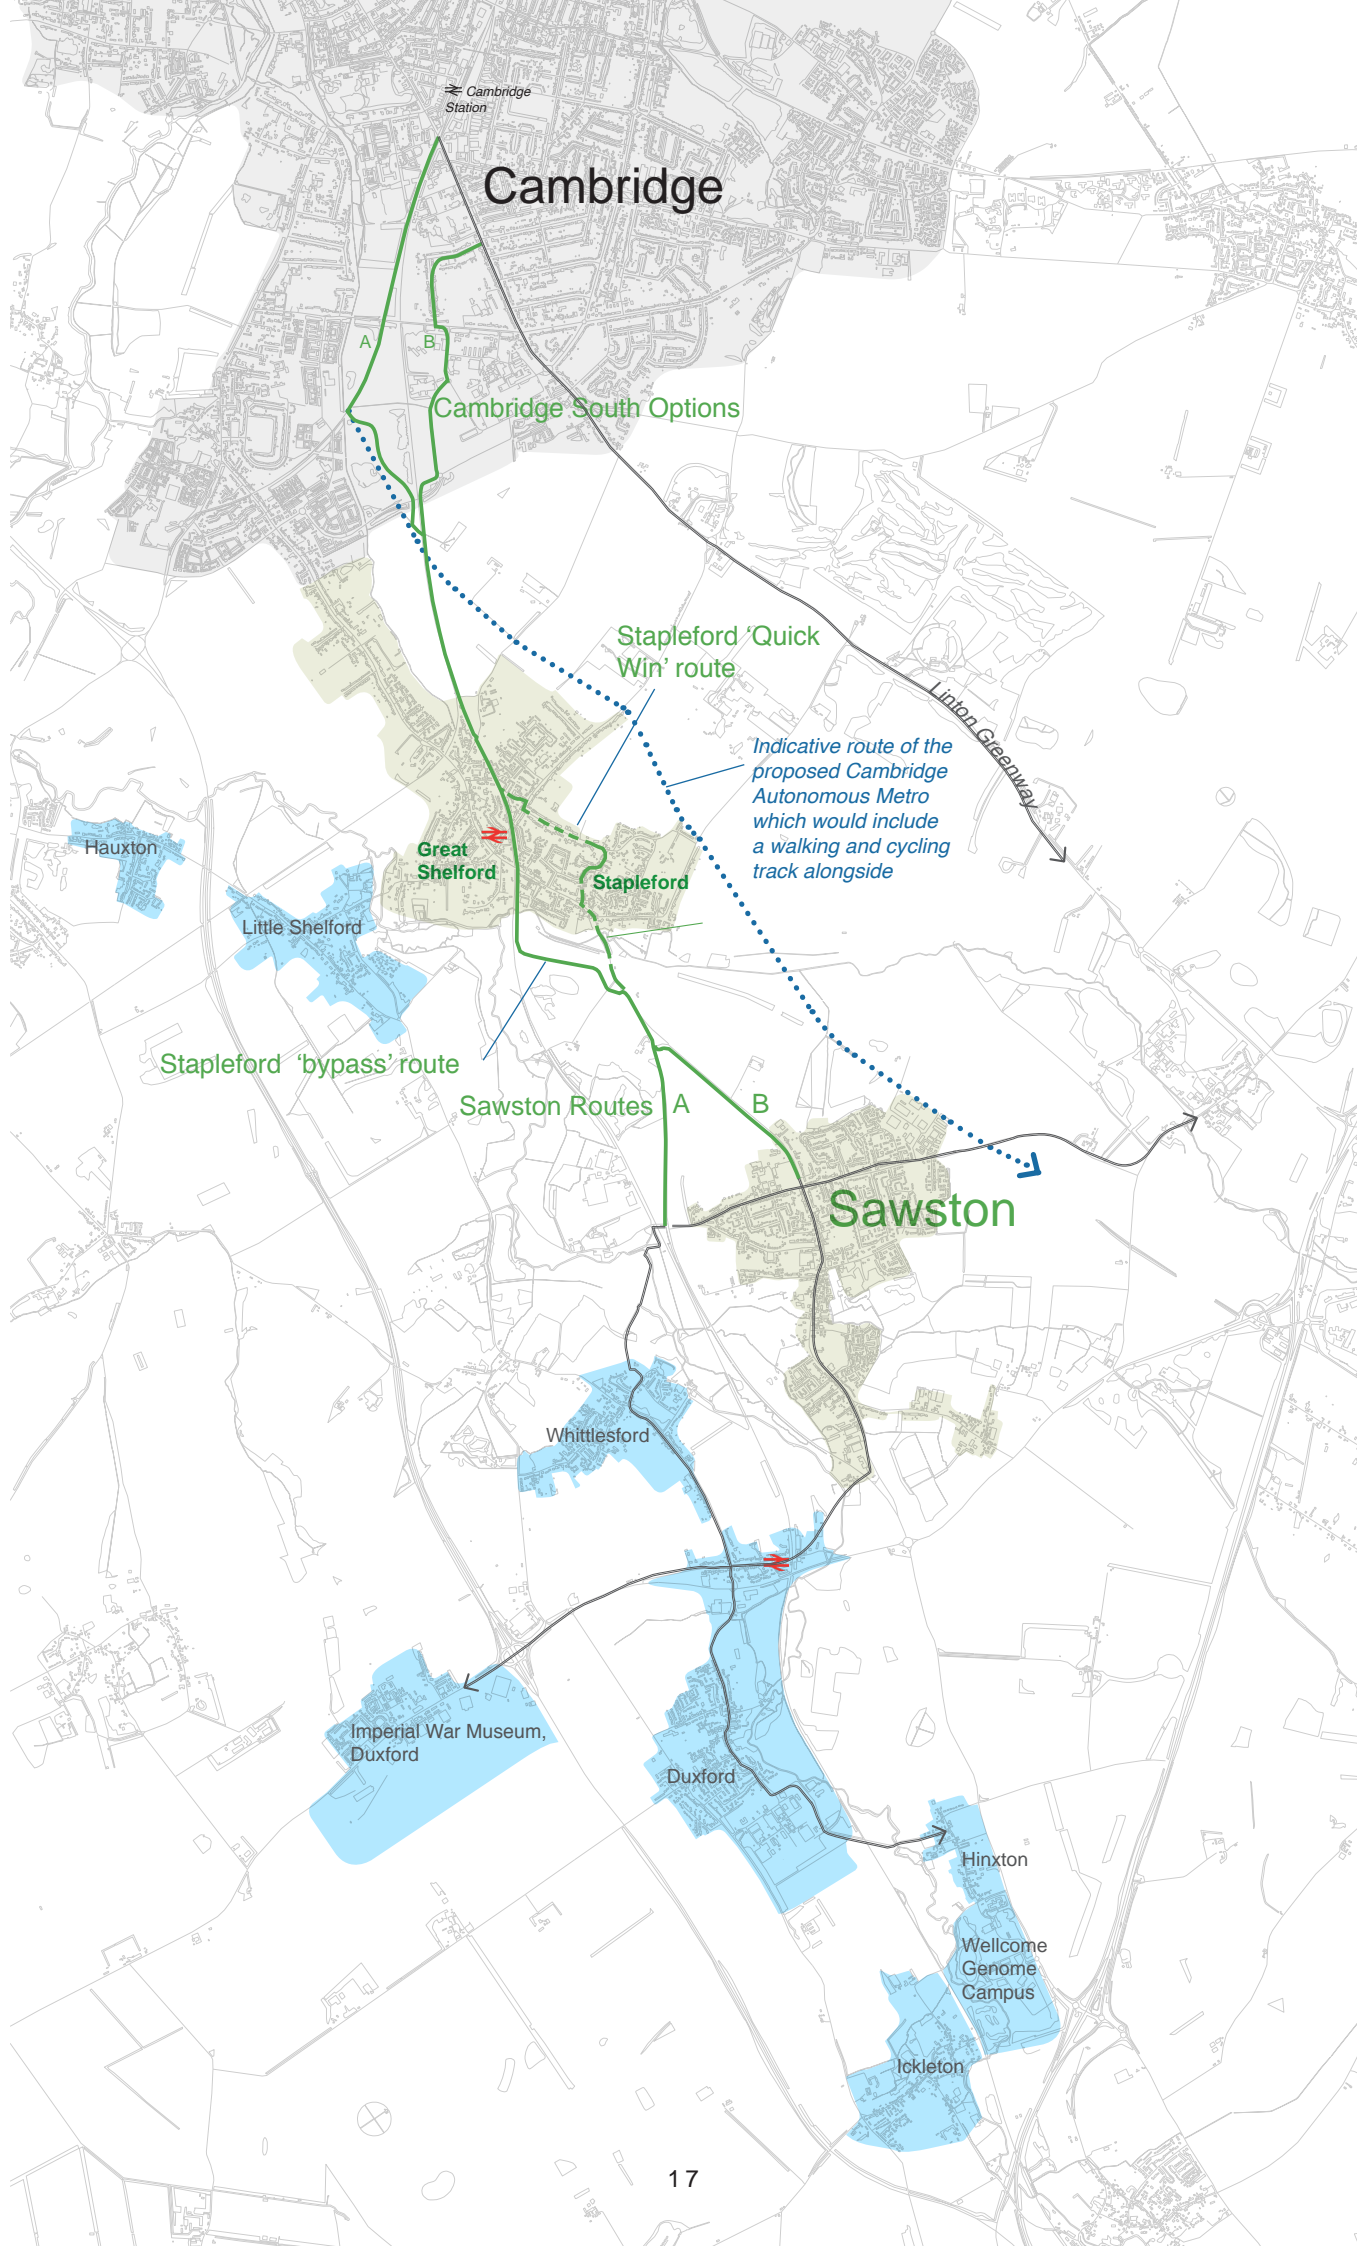 Cambridge
Station
Cambridge
A
B
Cambridge South Options
Stapleford ‘Quick
Win’ route
Linton Greenway
Indicative route of the
proposed Cambridge
Autonomous Metro
which would include
a walking and cycling
track alongside
Hauxton
Great
Shelford
Stapleford
Little Shelford
Stapleford ‘bypass’ route
Sawston Routes
A
B
Sawston
Whittlesford
Imperial War Museum,
Duxford
Duxford
Hinxton
Wellcome
Genome
Campus
Ickleton
17